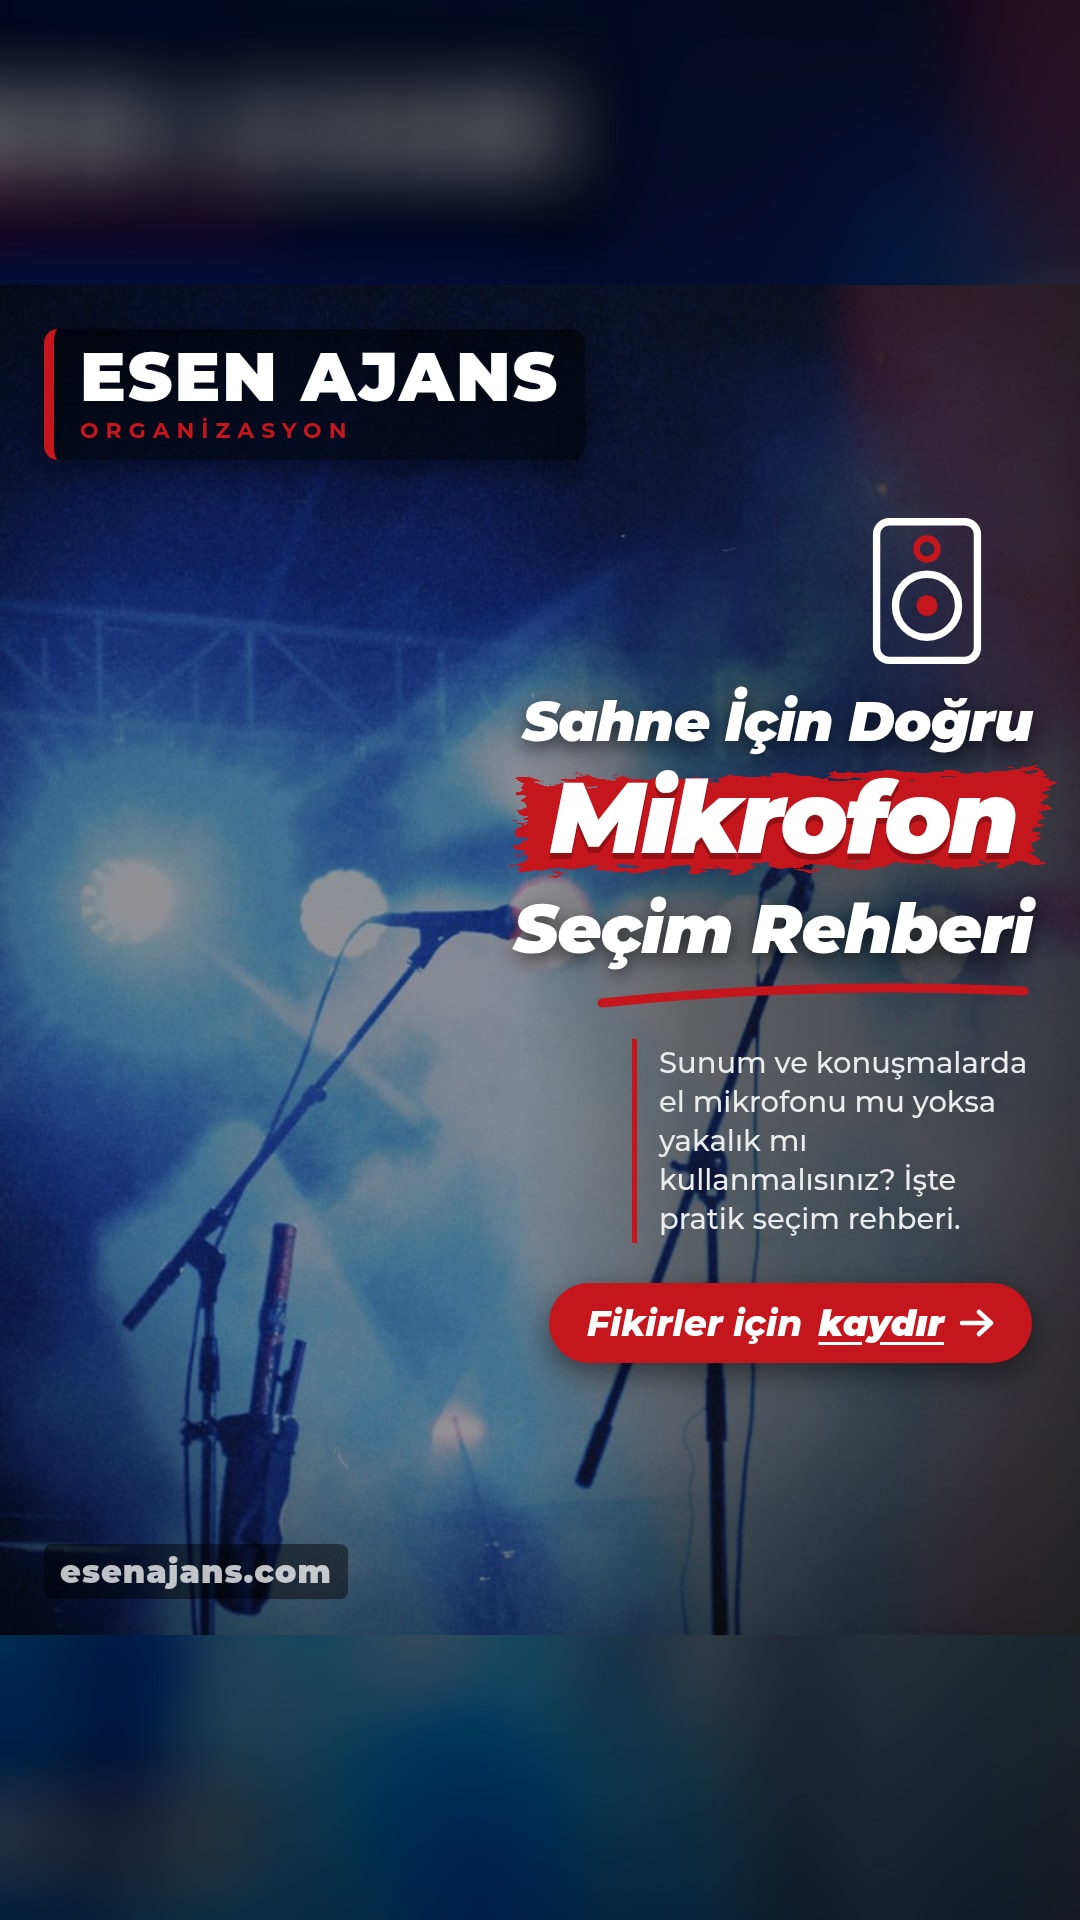 ESEN AJANS
ORGANİZASYON
Sahne İçin Doğru
Mikrofon
Seçim Rehberi
Sunum ve konuşmalarda
el mikrofonu mu yoksa
yakalık mı
kullanmalısınız? İşte
pratik seçim rehberi.
Fikirler için kaydır →
esenajans.com